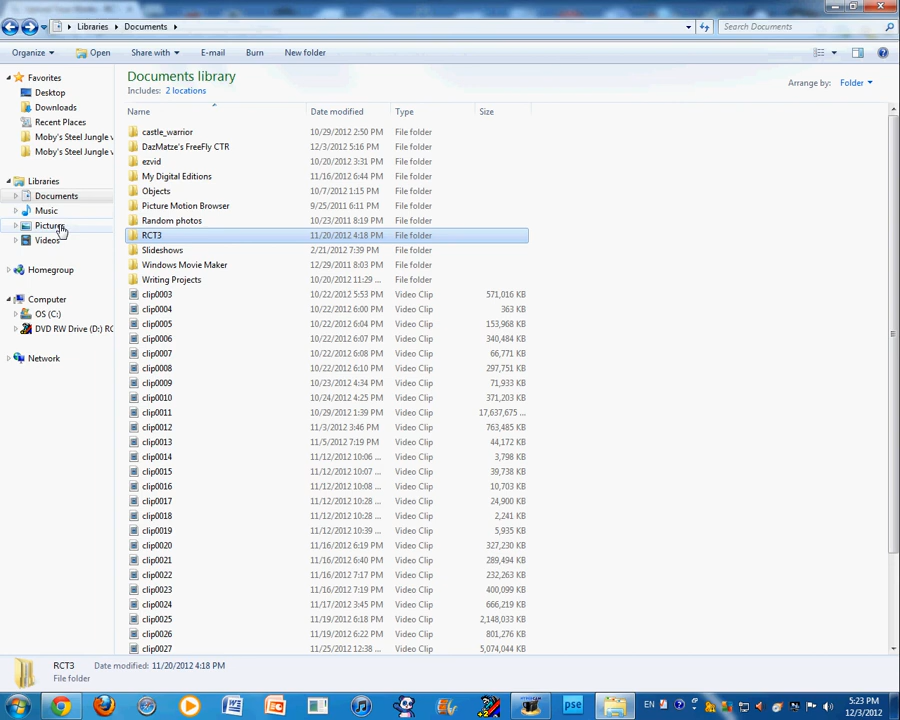 Libraries ▸ Documents ▸
Search Documents
Organize Open Share with E-mail Burn New folder
Documents library
Includes: 2 locations
Arrange by: Folder
Favorites
Desktop
Downloads
Recent Places
Moby's Steel Jungle v
Moby's Steel Jungle v
Libraries
Documents
Music
Pictures
Videos
Homegroup
Computer
OS (C:)
DVD RW Drive (D:) RC
Network
Name Date modified Type Size
castle_warrior 10/29/2012 2:50 PM File folder
DazMatze's FreeFly CTR 12/3/2012 5:16 PM File folder
ezvid 10/20/2012 3:31 PM File folder
My Digital Editions 11/16/2012 6:44 PM File folder
Objects 10/7/2012 1:15 PM File folder
Picture Motion Browser 9/25/2011 6:11 PM File folder
Random photos 10/23/2011 8:19 PM File folder
RCT3 11/20/2012 4:18 PM File folder
Slideshows 2/21/2012 7:39 PM File folder
Windows Movie Maker 12/29/2011 8:03 PM File folder
Writing Projects 10/20/2012 11:29 ... File folder
clip0003 10/22/2012 5:53 PM Video Clip 571,016 KB
clip0004 10/22/2012 6:00 PM Video Clip 363 KB
clip0005 10/22/2012 6:04 PM Video Clip 153,968 KB
clip0006 10/22/2012 6:07 PM Video Clip 340,484 KB
clip0007 10/22/2012 6:08 PM Video Clip 66,771 KB
clip0008 10/22/2012 6:10 PM Video Clip 297,751 KB
clip0009 10/23/2012 4:34 PM Video Clip 71,933 KB
clip0010 10/24/2012 4:25 PM Video Clip 371,203 KB
clip0011 10/29/2012 1:39 PM Video Clip 17,637,675 ...
clip0012 11/3/2012 3:46 PM Video Clip 763,485 KB
clip0013 11/5/2012 7:19 PM Video Clip 44,172 KB
clip0014 11/12/2012 10:06 ... Video Clip 3,798 KB
clip0015 11/12/2012 10:07 ... Video Clip 39,738 KB
clip0016 11/12/2012 10:08 ... Video Clip 10,703 KB
clip0017 11/12/2012 10:28 ... Video Clip 24,900 KB
clip0018 11/12/2012 10:28 ... Video Clip 2,241 KB
clip0019 11/12/2012 10:39 ... Video Clip 5,935 KB
clip0020 11/16/2012 6:19 PM Video Clip 327,230 KB
clip0021 11/16/2012 6:40 PM Video Clip 289,494 KB
clip0022 11/16/2012 7:17 PM Video Clip 232,263 KB
clip0023 11/16/2012 7:19 PM Video Clip 400,099 KB
clip0024 11/17/2012 3:45 PM Video Clip 666,219 KB
clip0025 11/19/2012 6:18 PM Video Clip 2,148,033 KB
clip0026 11/19/2012 6:22 PM Video Clip 801,276 KB
clip0027 11/25/2012 12:38 ... Video Clip 5,074,044 KB
RCT3 Date modified: 11/20/2012 4:18 PM
File folder
pse
EN
5:23 PM
12/3/2012